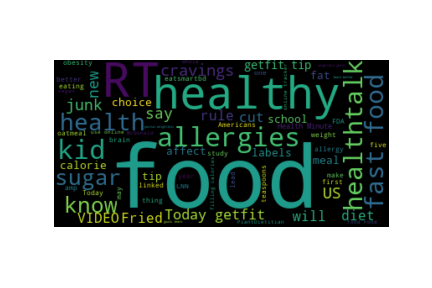 obesity
better
eating
new
RT
cravings
eatsmartbd
getfit tip
one
fat
healthtalk
fast food
junk
choice
healthy
health
say
rule
cut
school
FDA
Americans
Health Minute
oatmeal
weight
kid
brain
allergies
calorie
affect
study
labels
allergy
five
meal
sugar
food
tip
linked
CNN
lead
teaspoons
make
first
amp
Today
may
thing
US
know
VIDEO
Fried
Today getfit
will
diet